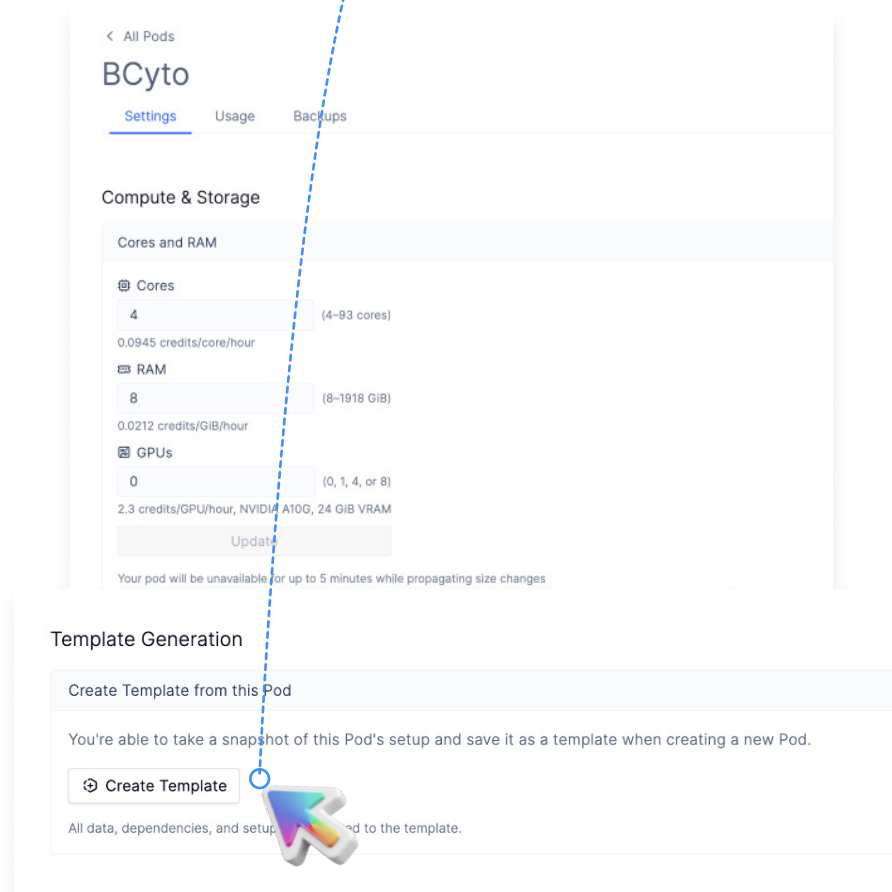 All Pods
BCyto
Settings Usage Backups
Compute & Storage
Cores and RAM
Cores
4 (4–93 cores)
0.0945 credits/core/hour
RAM
8 (8–1918 GiB)
0.0212 credits/GiB/hour
GPUs
0 (0, 1, 4, or 8)
2.3 credits/GPU/hour, NVIDIA A10G, 24 GiB VRAM
Update
Your pod will be unavailable for up to 5 minutes while propagating size changes
Template Generation
Create Template from this Pod
You're able to take a snapshot of this Pod's setup and save it as a template when creating a new Pod.
Create Template
All data, dependencies, and setup to the template.